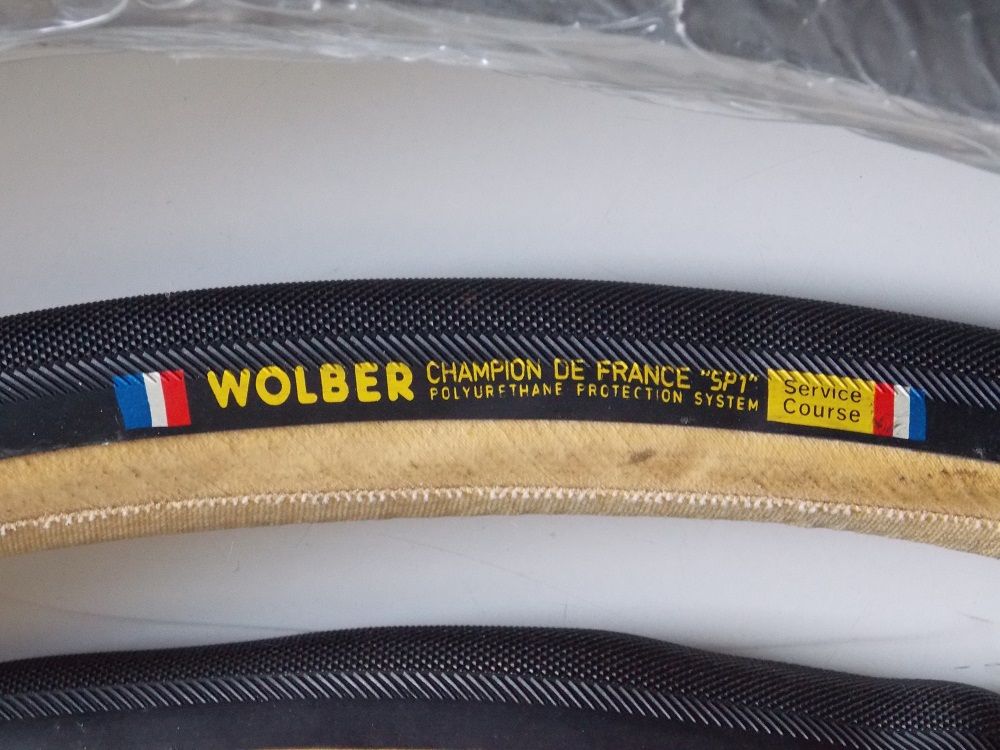 WOLBER CHAMPION DE FRANCE "SP1"
POLYURETHANE PROTECTION SYSTEM
Service
Course